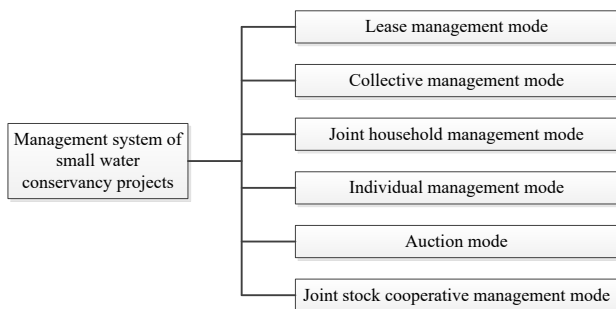 Management system of
small water
conservancy projects
Lease management mode
Collective management mode
Joint household management mode
Individual management mode
Auction mode
Joint stock cooperative management mode